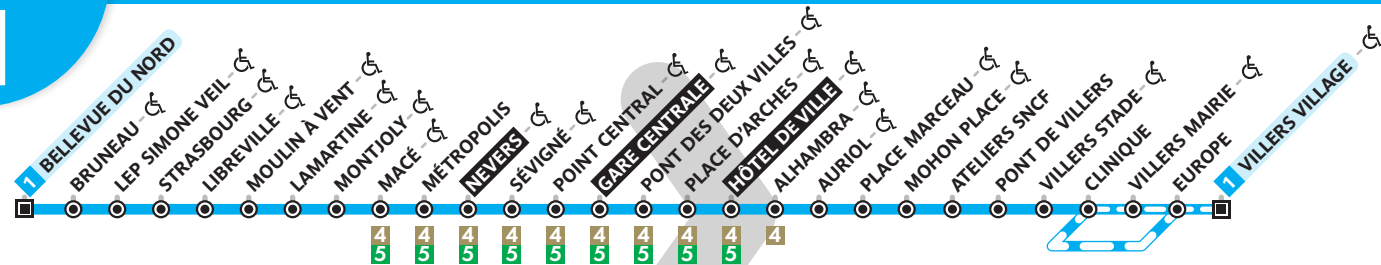 1 BELLEVUE DU NORD
BRUNEAU
LEP SIMONE VEIL
STRASBOURG
LIBREVILLE
MOULIN À VENT
LAMARTINE
MONTJOLY
MACÉ
MÉTROPOLIS
NEVERS
SÉVIGNÉ
POINT CENTRAL
GARE CENTRALE
PONT DES DEUX VILLES
PLACE D'ARCHES
HÔTEL DE VILLE
ALHAMBRA
AURIOL
PLACE MARCEAU
MOHON PLACE
ATELIERS SNCF
PONT DE VILLERS
VILLERS STADE
CLINIQUE
VILLERS MAIRIE
EUROPE
1 VILLERS VILLAGE
4 4 4 4 4 4 4 4 4 4
5 5 5 5 5 5 5 5 5